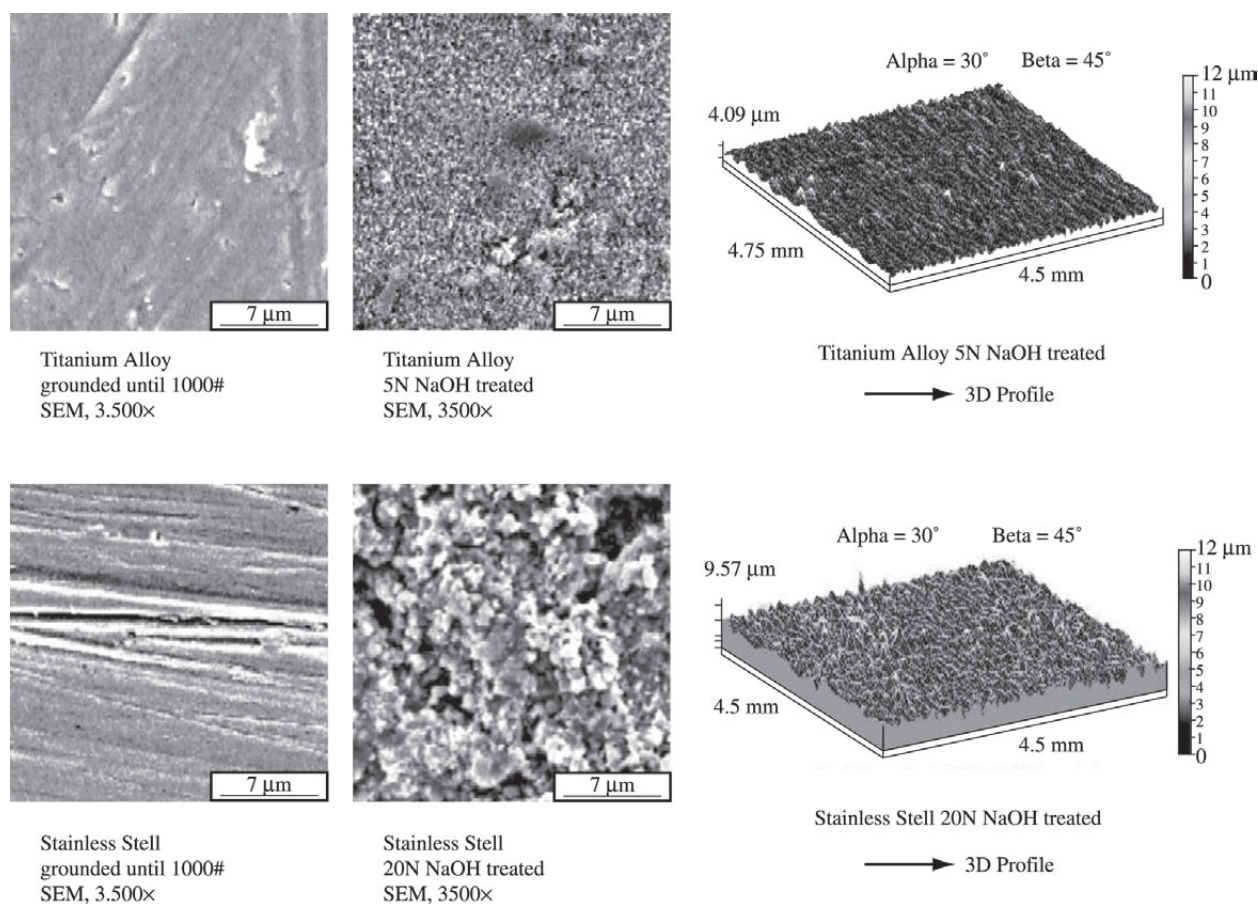 7 μm
Titanium Alloy
grounded until 1000#
SEM, 3.500×
7 μm
Titanium Alloy
5N NaOH treated
SEM, 3500×
Alpha = 30° Beta = 45°
4.09 μm
4.75 mm
4.5 mm
12 μm
11
10
9
8
7
6
5
4
3
2
1
0
Titanium Alloy 5N NaOH treated
3D Profile
7 μm
Stainless Stell
grounded until 1000#
SEM, 3.500×
7 μm
Stainless Stell
20N NaOH treated
SEM, 3500×
Alpha = 30° Beta = 45°
9.57 μm
4.5 mm
4.5 mm
12 μm
11
10
9
8
7
6
5
4
3
2
1
0
Stainless Stell 20N NaOH treated
3D Profile